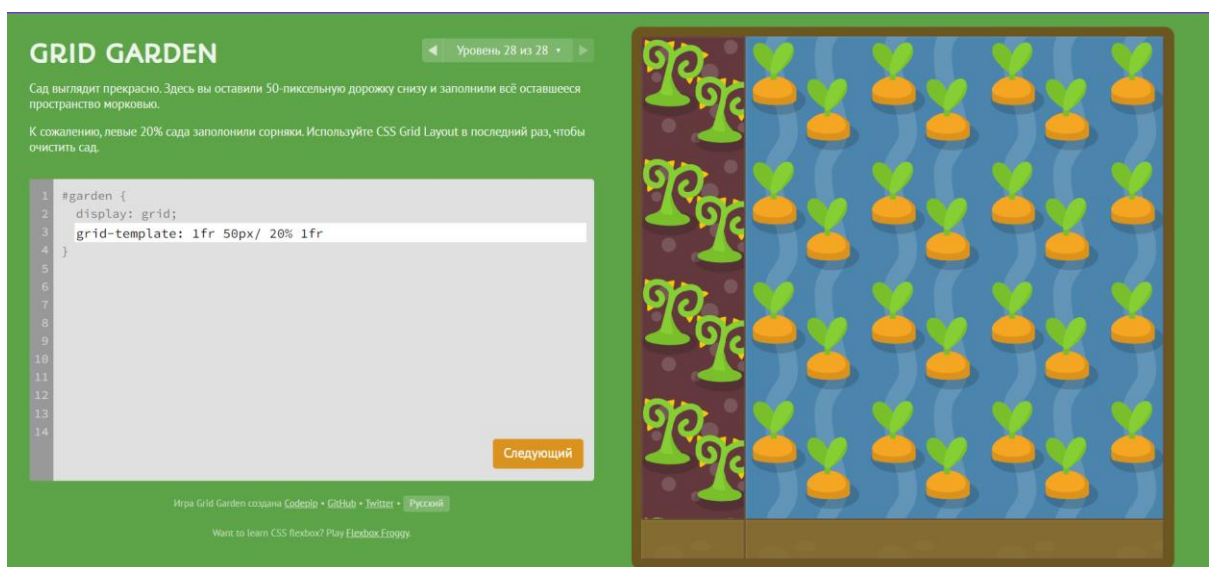 GRID GARDEN
Уровень 28 из 28
Сад выглядит прекрасно. Здесь вы оставили 50-пиксельную дорожку снизу и заполнили всё оставшееся
пространство морковью.
К сожалению, левые 20% сада заполонили сорняки. Используйте CSS Grid Layout в последний раз, чтобы
очистить сад.
1 #garden {
2 display: grid;
3 grid-template: 1fr 50px/ 20% 1fr
4 }
5
6
7
8
9
10
11
12
13
14
Следующий
Игра Grid Garden создана Codepip • GitHub • Twitter • Русский
Want to learn CSS flexbox? Play Flexbox Froggy.